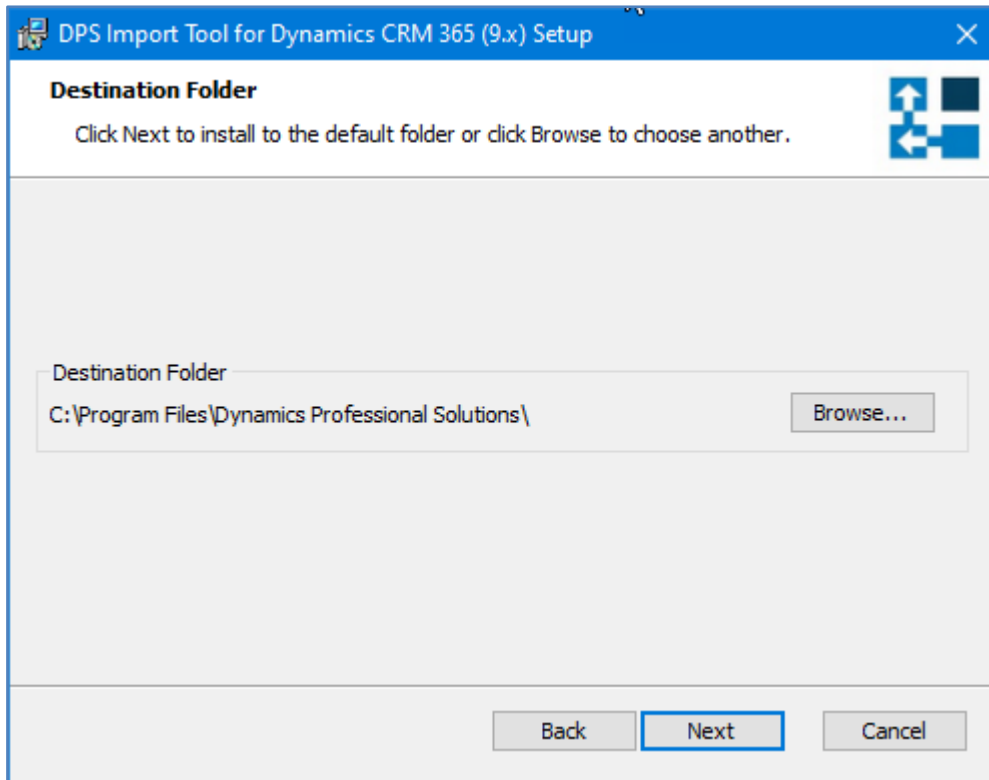 DPS Import Tool for Dynamics CRM 365 (9.x) Setup
Destination Folder
Click Next to install to the default folder or click Browse to choose another.
Destination Folder
C:\Program Files\Dynamics Professional Solutions\
Browse...
Back
Next
Cancel